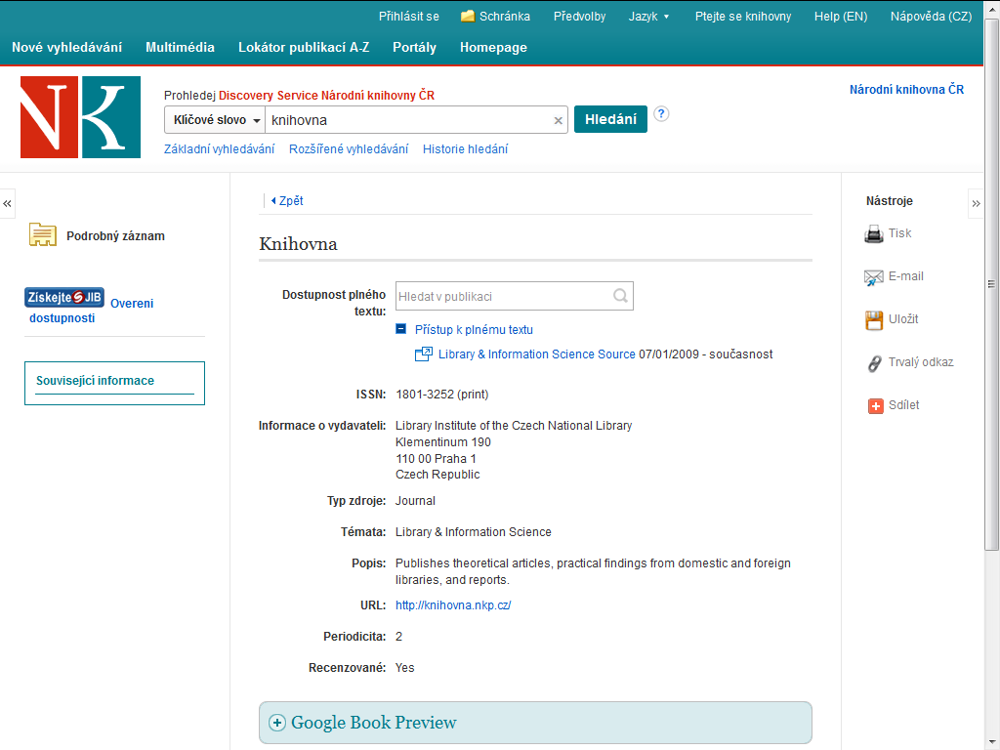 Přihlásit se Schránka Předvolby Jazyk Ptejte se knihovny Help (EN) Nápověda (CZ)
Nové vyhledávání Multimédia Lokátor publikací A-Z Portály Homepage
NK
Prohledej Discovery Service Národní knihovny ČR
Národní knihovna ČR
Klíčové slovo knihovna × Hledání ?
Základní vyhledávání Rozšířené vyhledávání Historie hledání
«
Podrobný záznam
Získejte SJIB Overeni
dostupnosti
Související informace
Zpět
Knihovna
Dostupnost plného
textu:
Hledat v publikaci
Přístup k plnému textu
Library & Information Science Source 07/01/2009 - současnost
ISSN: 1801-3252 (print)
Informace o vydavateli: Library Institute of the Czech National Library
Klementinum 190
110 00 Praha 1
Czech Republic
Typ zdroje: Journal
Témata: Library & Information Science
Popis: Publishes theoretical articles, practical findings from domestic and foreign
libraries, and reports.
URL: http://knihovna.nkp.cz/
Periodicita: 2
Recenzované: Yes
Google Book Preview
Nástroje
»
Tisk
E-mail
Uložit
Trvalý odkaz
Sdílet